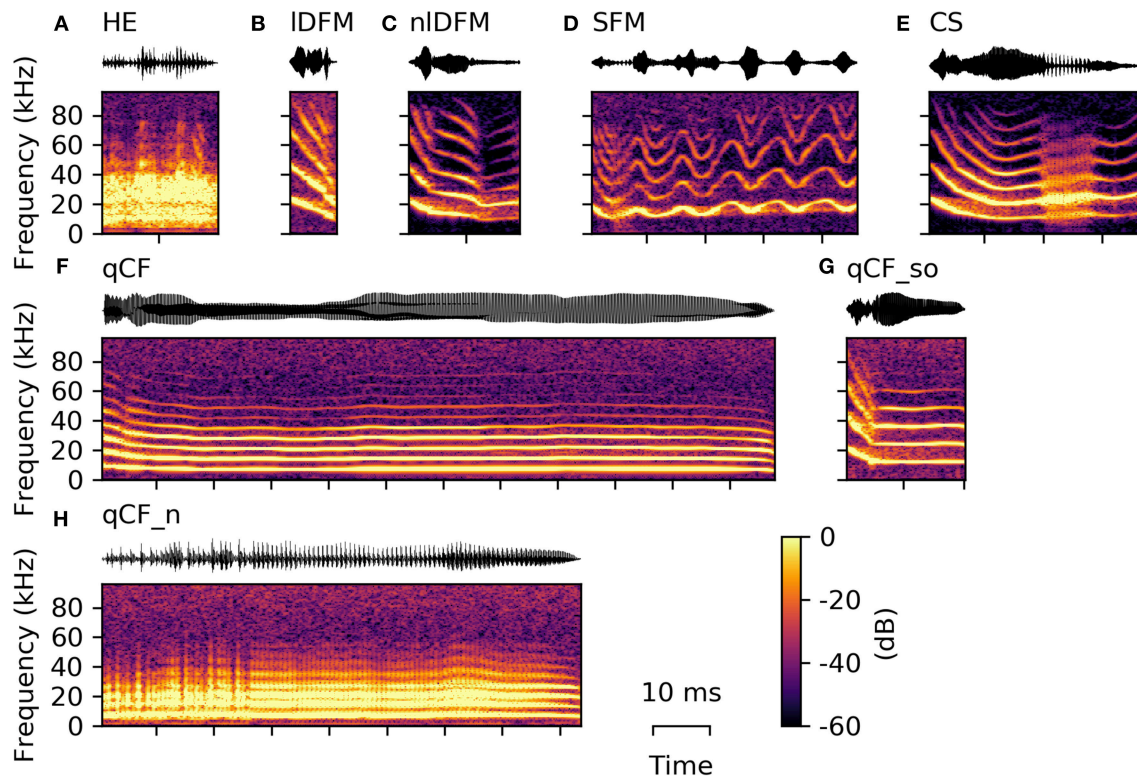 A HE B lDFM C nlDFM D SFM E CS
Frequency (kHz)
80
60
40
20
0
F qCF G qCF_so
Frequency (kHz)
80
60
40
20
0
H qCF_n
Frequency (kHz)
80
60
40
20
0
10 ms
Time
0
-20
-40
-60
(dB)